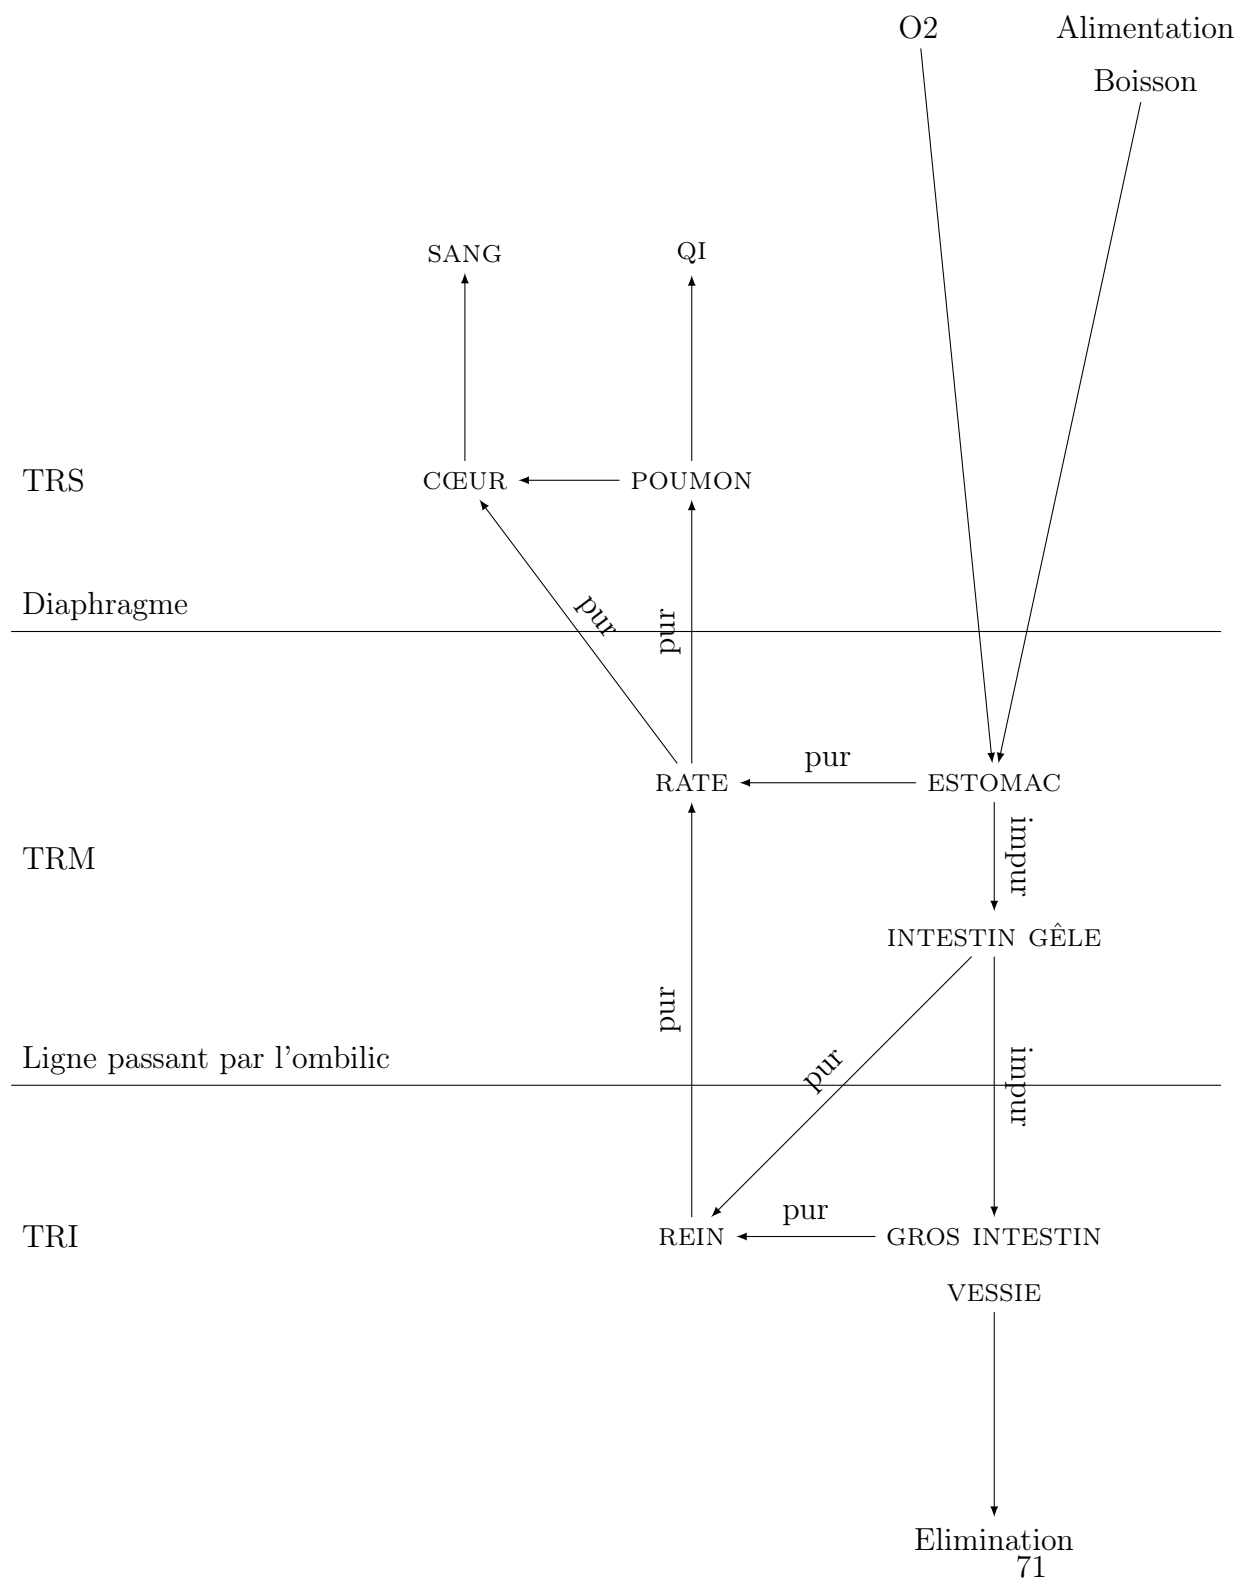 O2
Alimentation
Boisson
SANG
QI
TRS
CŒUR
POUMON
Diaphragme
pur
pur
pur
RATE
ESTOMAC
impur
TRM
INTESTIN GÊLE
pur
Ligne passant par l'ombilic
pur
impur
pur
TRI
REIN
GROS INTESTIN
VESSIE
Elimination
71